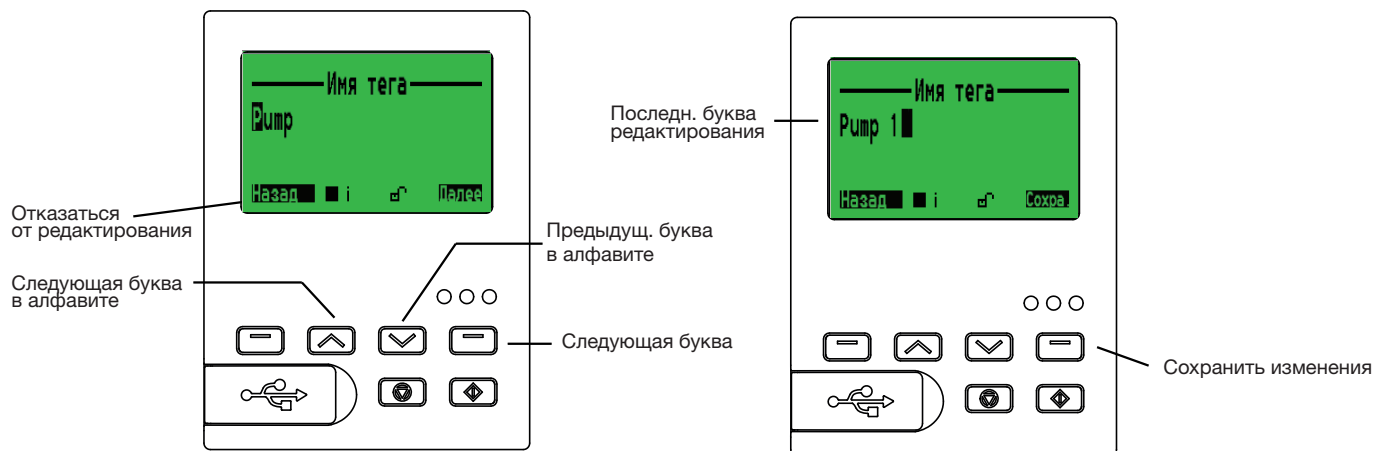 Имя тега
Pump
Назад i Далее
Отказаться
от редактирования
Следующая буква
в алфавите
Предыдущ. буква
в алфавите
Следующая буква
Последн. буква
редактирования
Имя тега
Pump 1
Назад i Сохра.
Сохранить изменения